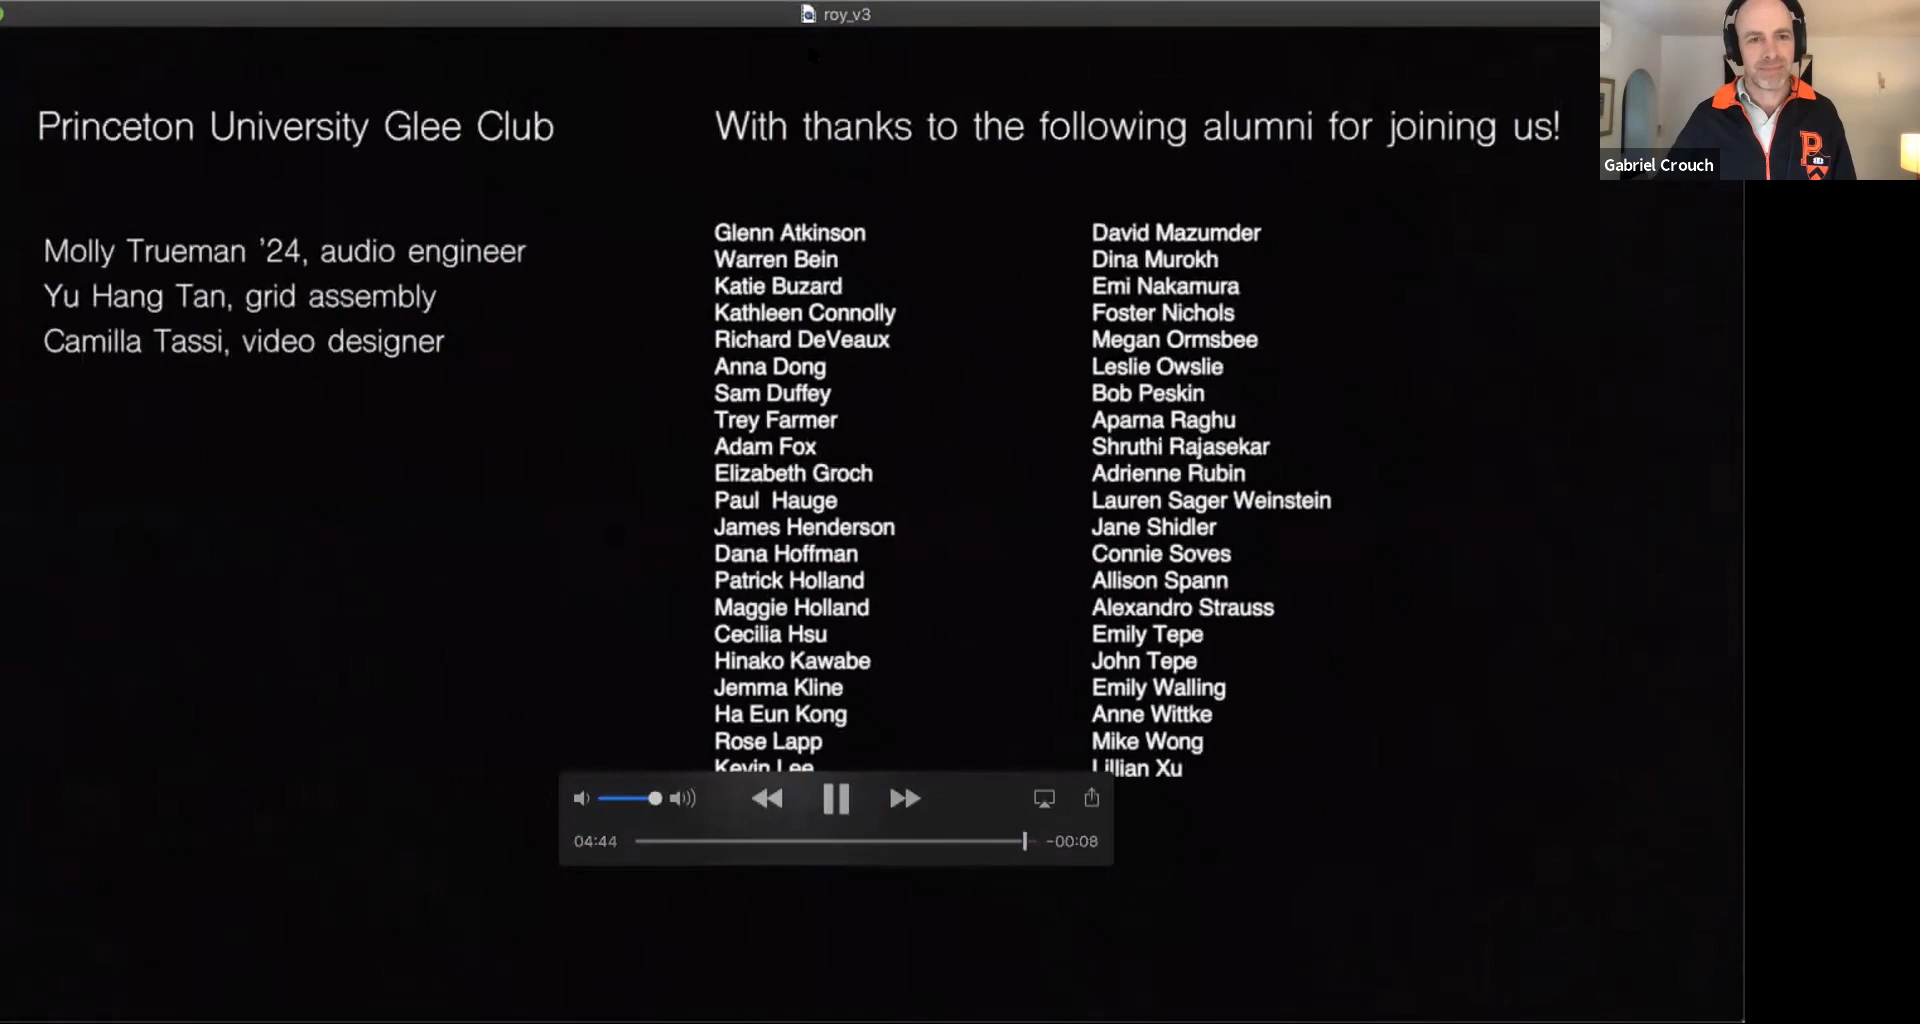 roy_v3
Princeton University Glee Club
Molly Trueman ’24, audio engineer
Yu Hang Tan, grid assembly
Camilla Tassi, video designer
With thanks to the following alumni for joining us!
Glenn Atkinson
Warren Bein
Katie Buzard
Kathleen Connolly
Richard DeVeaux
Anna Dong
Sam Duffey
Trey Farmer
Adam Fox
Elizabeth Groch
Paul  Hauge
James Henderson
Dana Hoffman
Patrick Holland
Maggie Holland
Cecilia Hsu
Hinako Kawabe
Jemma Kline
Ha Eun Kong
Rose Lapp
Kevin Lee
David Mazumder
Dina Murokh
Emi Nakamura
Foster Nichols
Megan Ormsbee
Leslie Owslie
Bob Peskin
Aparna Raghu
Shruthi Rajasekar
Adrienne Rubin
Lauren Sager Weinstein
Jane Shidler
Connie Soves
Allison Spann
Alexandro Strauss
Emily Tepe
John Tepe
Emily Walling
Anne Wittke
Mike Wong
Lillian Xu
04:44
-00:08
P
Gabriel Crouch